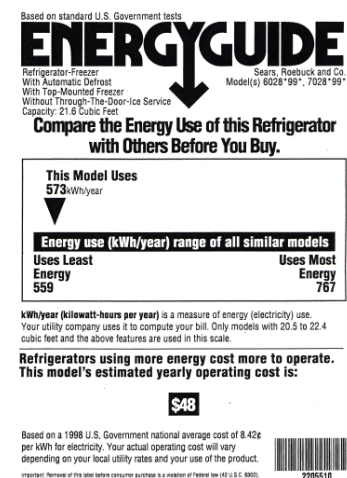 Based on standard U.S. Government tests
ENERGYGUIDE
Refrigerator-Freezer
With Automatic Defrost
With Top-Mounted Freezer
Without Through-The-Door-Ice Service
Capacity: 21.6 Cubic Feet
Sears, Roebuck and Co.
Model(s) 6028*99*, 7028*99*
Compare the Energy Use of this Refrigerator
with Others Before You Buy.
This Model Uses
573kWh/year
Energy use (kWh/year) range of all similar models
Uses Least
Energy
559
Uses Most
Energy
767
kWh/year (kilowatt-hours per year) is a measure of energy (electricity) use.
Your utility company uses it to compute your bill. Only models with 20.5 to 22.4
cubic feet and the above features are used in this scale.
Refrigerators using more energy cost more to operate.
This model's estimated yearly operating cost is:
$48
Based on a 1998 U.S. Government national average cost of 8.42¢
per kWh for electricity. Your actual operating cost will vary
depending on your local utility rates and your use of the product.
Important: Removal of this label before consumer purchase is a violation of Federal law (42 U.S.C. 6302).
2205510